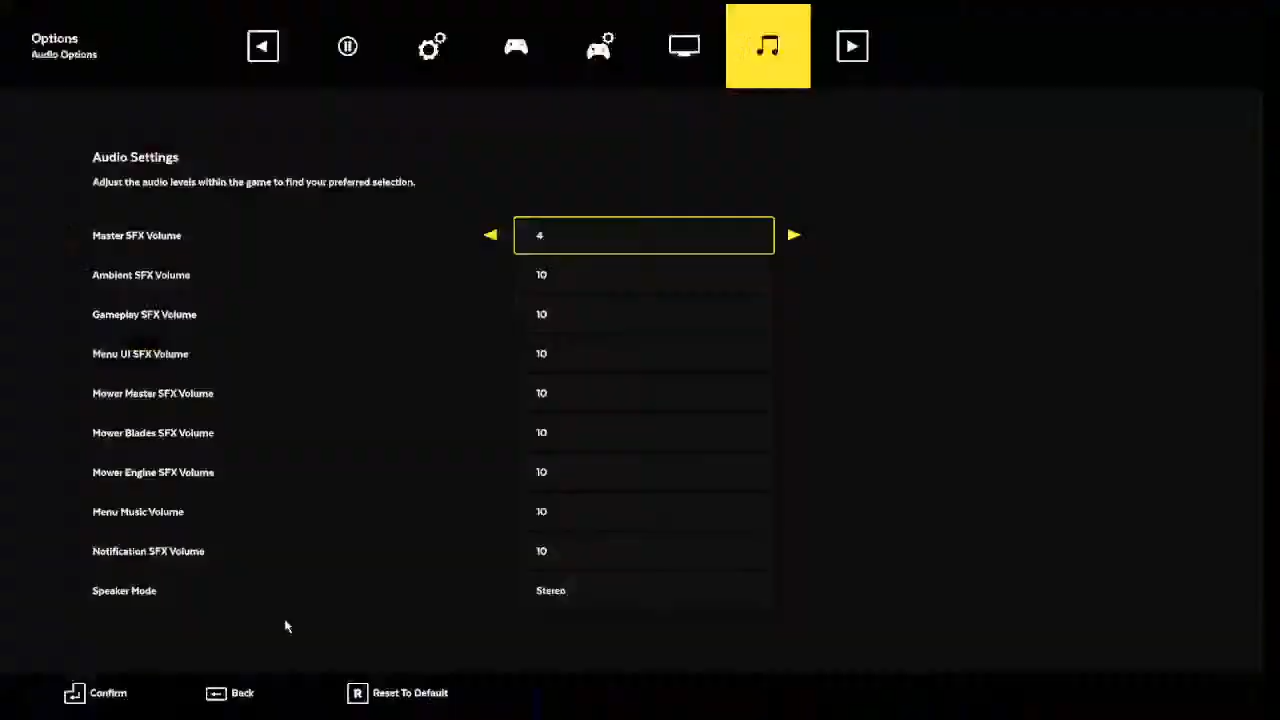 Options
Audio Options
Audio Settings
Adjust the audio levels within the game to find your preferred selection.
Master SFX Volume 4
Ambient SFX Volume 10
Gameplay SFX Volume 10
Menu UI SFX Volume 10
Mower Master SFX Volume 10
Mower Blades SFX Volume 10
Mower Engine SFX Volume 10
Menu Music Volume 10
Notification SFX Volume 10
Speaker Mode Stereo
Confirm Back R Reset To Default